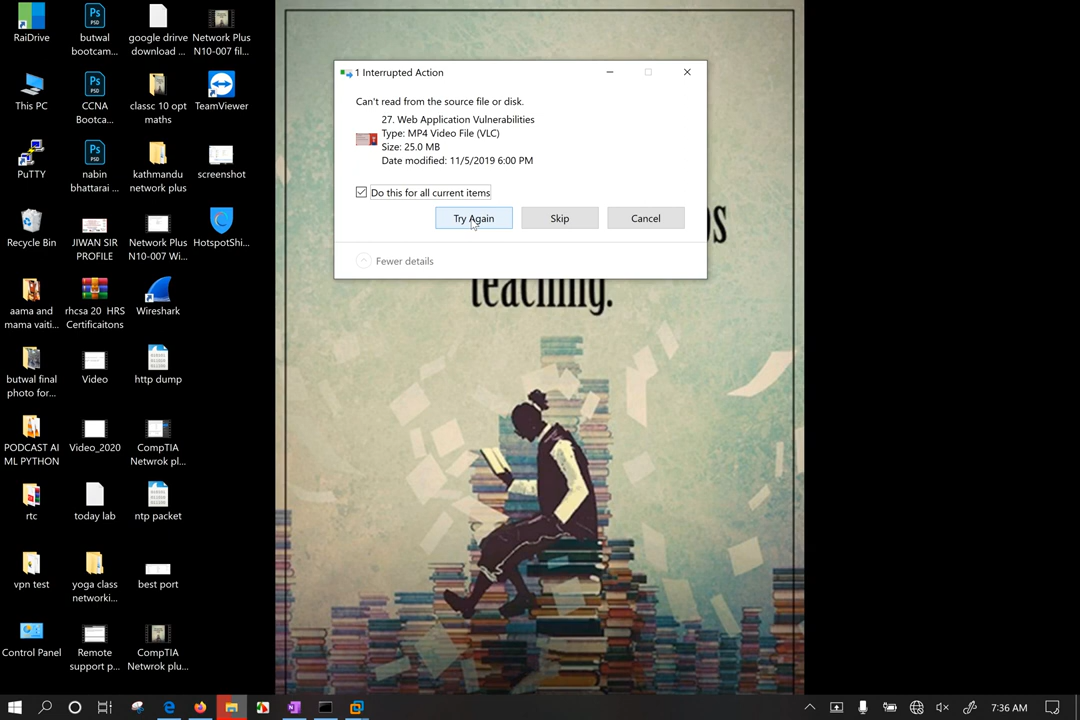 RaiDrive
butwal
bootcam...
google drirve
download ...
Network Plus
N10-007 fil...
This PC
CCNA
Bootca...
classc 10 opt
maths
TeamViewer
PuTTY
nabin
bhattarai ...
kathmandu
network plus
screenshot
Recycle Bin
JIWAN SIR
PROFILE
Network Plus
N10-007 Wi...
HotspotShi...
aama and
mama vaiti...
rhcsa 20 HRS
Certificaitons
Wireshark
butwal final
photo for...
Video
http dump
PODCAST AI
ML PYTHON
Video_2020
CompTIA
Netwrok pl...
rtc
today lab
ntp packet
vpn test
yoga class
networki...
best port
Control Panel
Remote
support p...
CompTIA
Netwrok plu...
1 Interrupted Action
Can't read from the source file or disk.
27. Web Application Vulnerabilities
Type: MP4 Video File (VLC)
Size: 25.0 MB
Date modified: 11/5/2019 6:00 PM
Do this for all current items
Try Again
Skip
Cancel
Fewer details
teaching.
7:36 AM